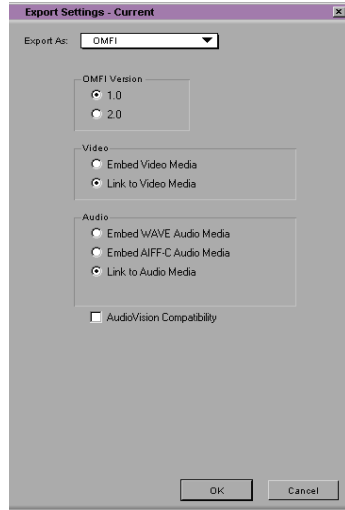 Export Settings - Current
Export As: OMFI
OMFI Version
1.0
2.0
Video
Embed Video Media
Link to Video Media
Audio
Embed WAVE Audio Media
Embed AIFF-C Audio Media
Link to Audio Media
AudioVision Compatibility
OK Cancel